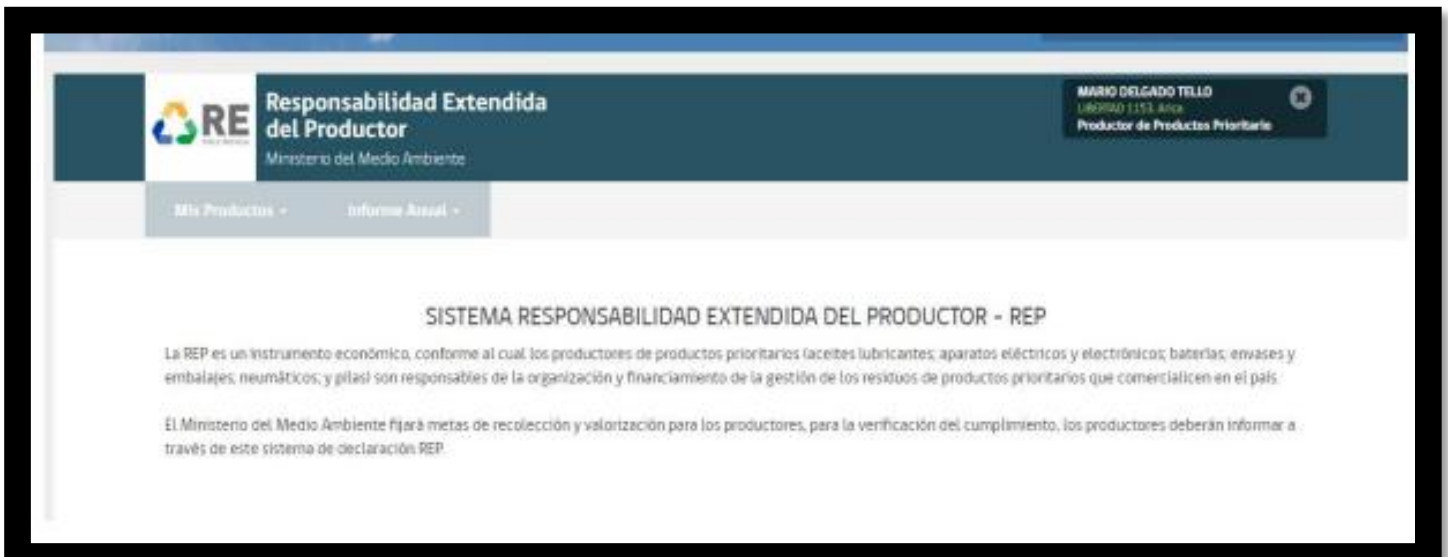 RE
Responsabilidad Extendida
del Productor
Ministerio del Medio Ambiente
MARIO DELGADO TELLO
LIBERTAD 1153, Arica
Productor de Productos Prioritario
Mis Productos
Informe Anual
SISTEMA RESPONSABILIDAD EXTENDIDA DEL PRODUCTOR - REP
La REP es un instrumento económico, conforme al cual los productores de productos prioritarios (aceites lubricantes; aparatos eléctricos y electrónicos; baterías; envases y
embalajes; neumáticos; y pilas) son responsables de la organización y financiamiento de la gestión de los residuos de productos prioritarios que comercialicen en el país.
El Ministerio del Medio Ambiente fijará metas de recolección y valorización para los productores, para la verificación del cumplimiento, los productores deberán informar a
través de este sistema de declaración REP.